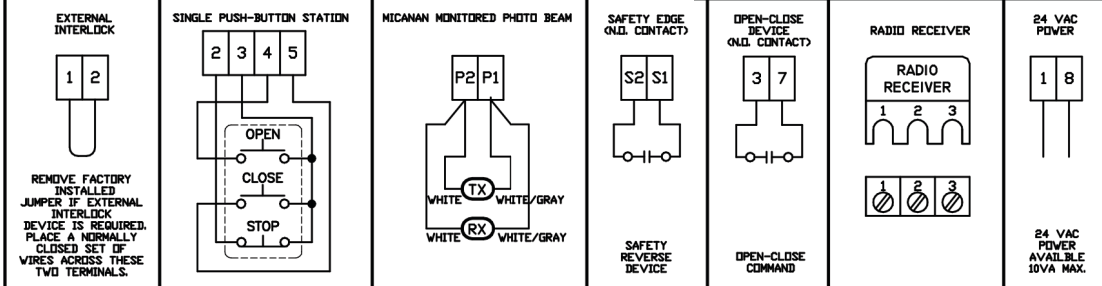 EXTERNAL
INTERLOCK
1 2
REMOVE FACTORY
INSTALLED
JUMPER IF EXTERNAL
INTERLOCK
DEVICE IS REQUIRED.
PLACE A NORMALLY
CLOSED SET OF
WIRES ACROSS THESE
TWO TERMINALS.
SINGLE PUSH-BUTTON STATION
2 3 4 5
OPEN
CLOSE
STOP
MICANAN MONITORED PHOTO BEAM
P2 P1
TX
WHITE WHITE/GRAY
RX
WHITE WHITE/GRAY
SAFETY EDGE
(N.O. CONTACT)
S2 S1
SAFETY
REVERSE
DEVICE
OPEN-CLOSE
DEVICE
(N.O. CONTACT)
3 7
OPEN-CLOSE
COMMAND
RADIO RECEIVER
RADIO
RECEIVER
1 2 3
1 2 3
24 VAC
POWER
1 8
24 VAC
POWER
AVAILBLE
10VA MAX.